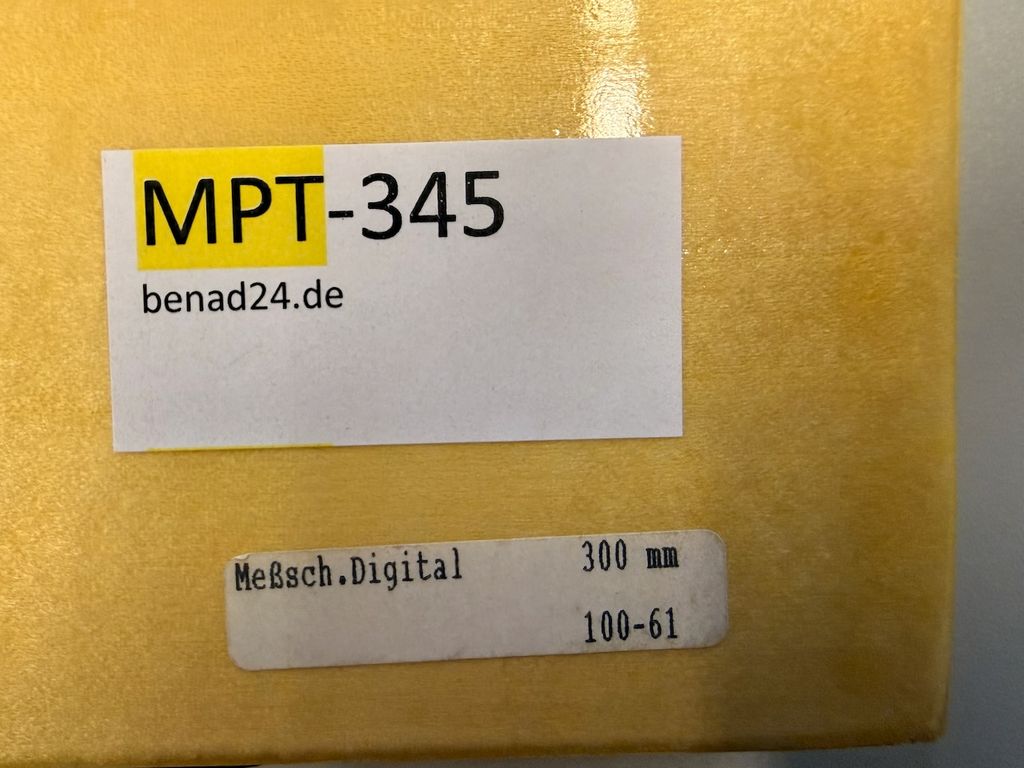 MPT-345
benad24.de
Meßsch.Digital 300 mm
100-61